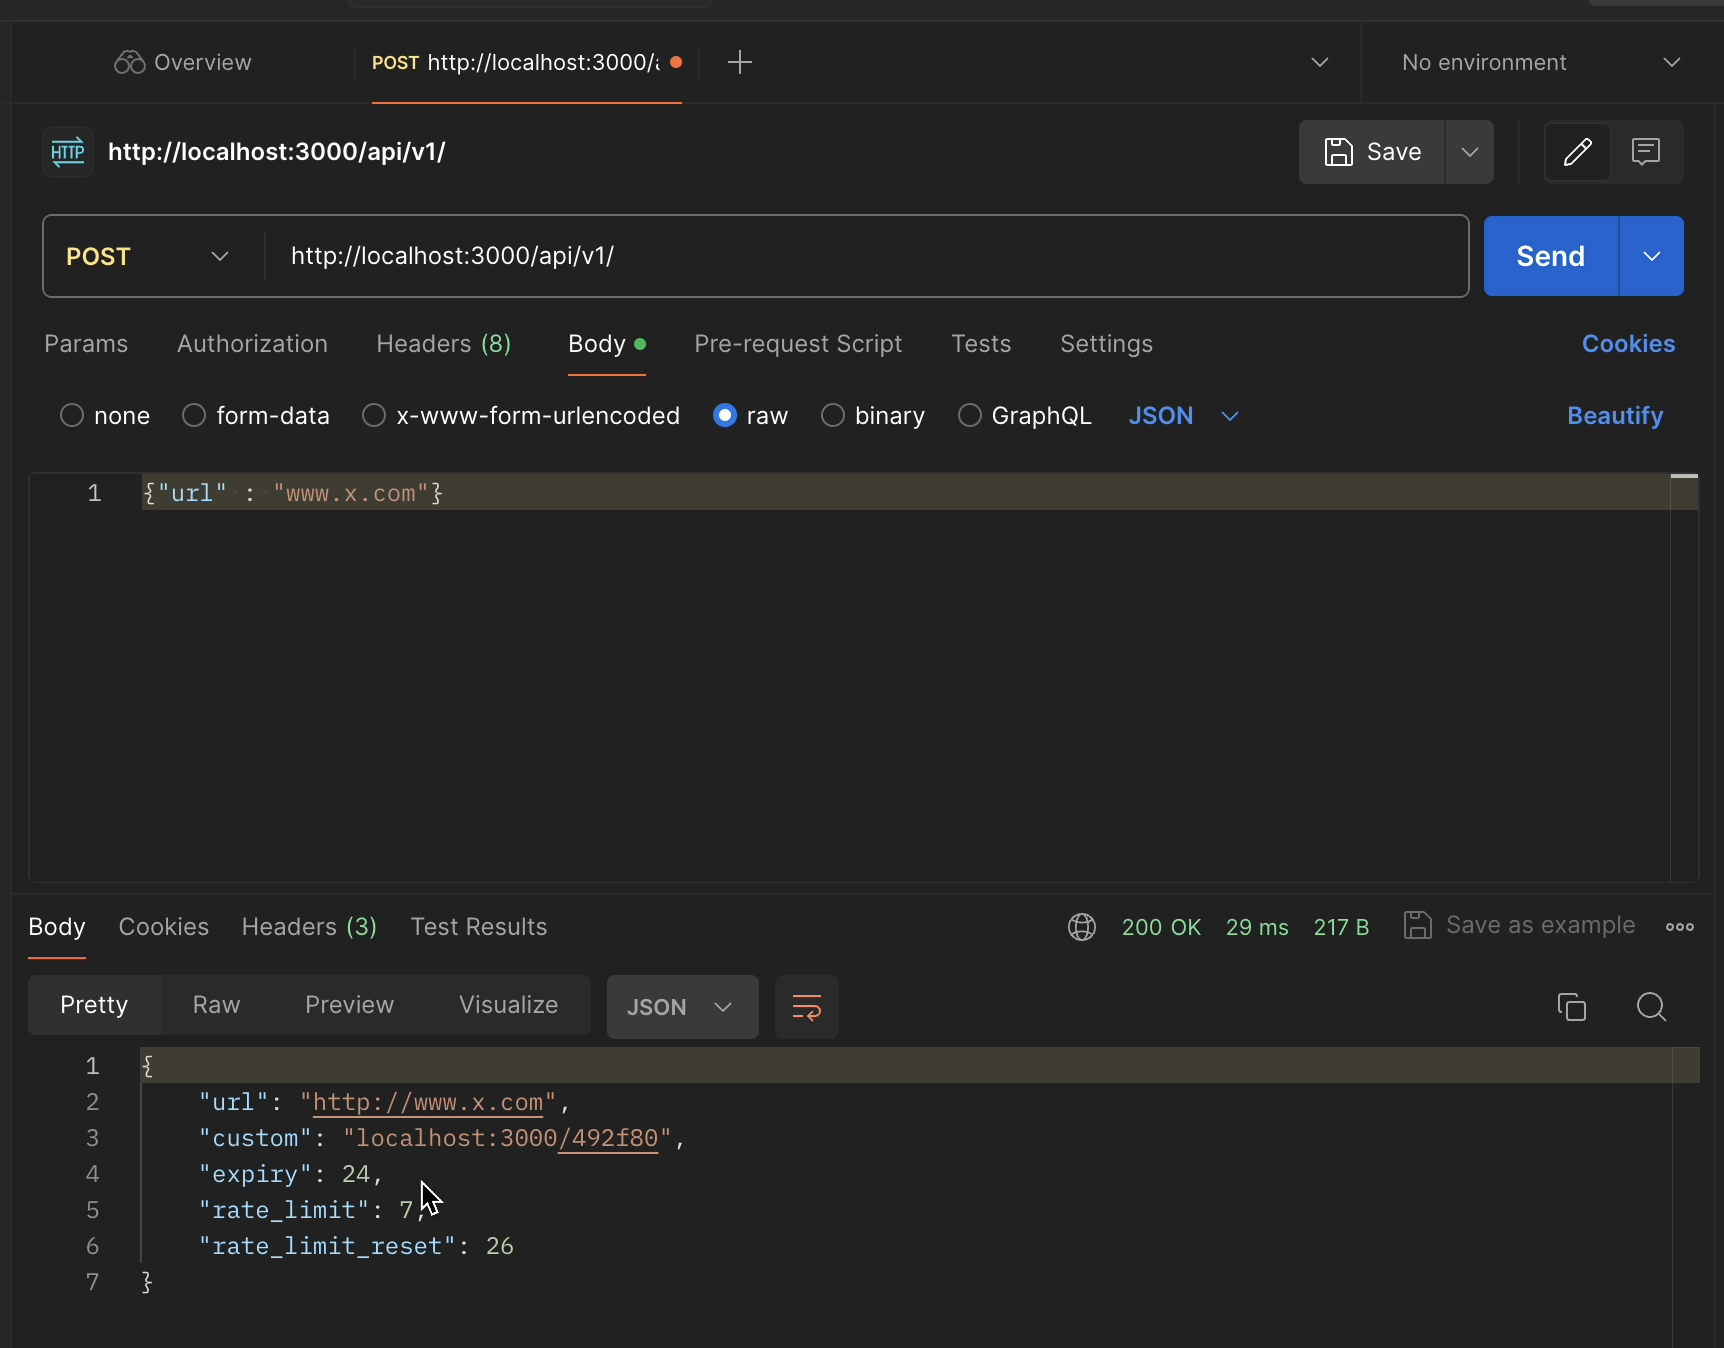 Overview
POST http://localhost:3000/
No environment
HTTP
http://localhost:3000/api/v1/
Save
POST
http://localhost:3000/api/v1/
Send
Params
Authorization
Headers (8)
Body
Pre-request Script
Tests
Settings
Cookies
none
form-data
x-www-form-urlencoded
raw
binary
GraphQL
JSON
Beautify
1 {"url" : "www.x.com"}
Body
Cookies
Headers (3)
Test Results
200 OK
29 ms
217 B
Save as example
Pretty
Raw
Preview
Visualize
JSON
1 {
2 "url": "http://www.x.com",
3 "custom": "localhost:3000/492f80",
4 "expiry": 24,
5 "rate_limit": 7,
6 "rate_limit_reset": 26
7 }